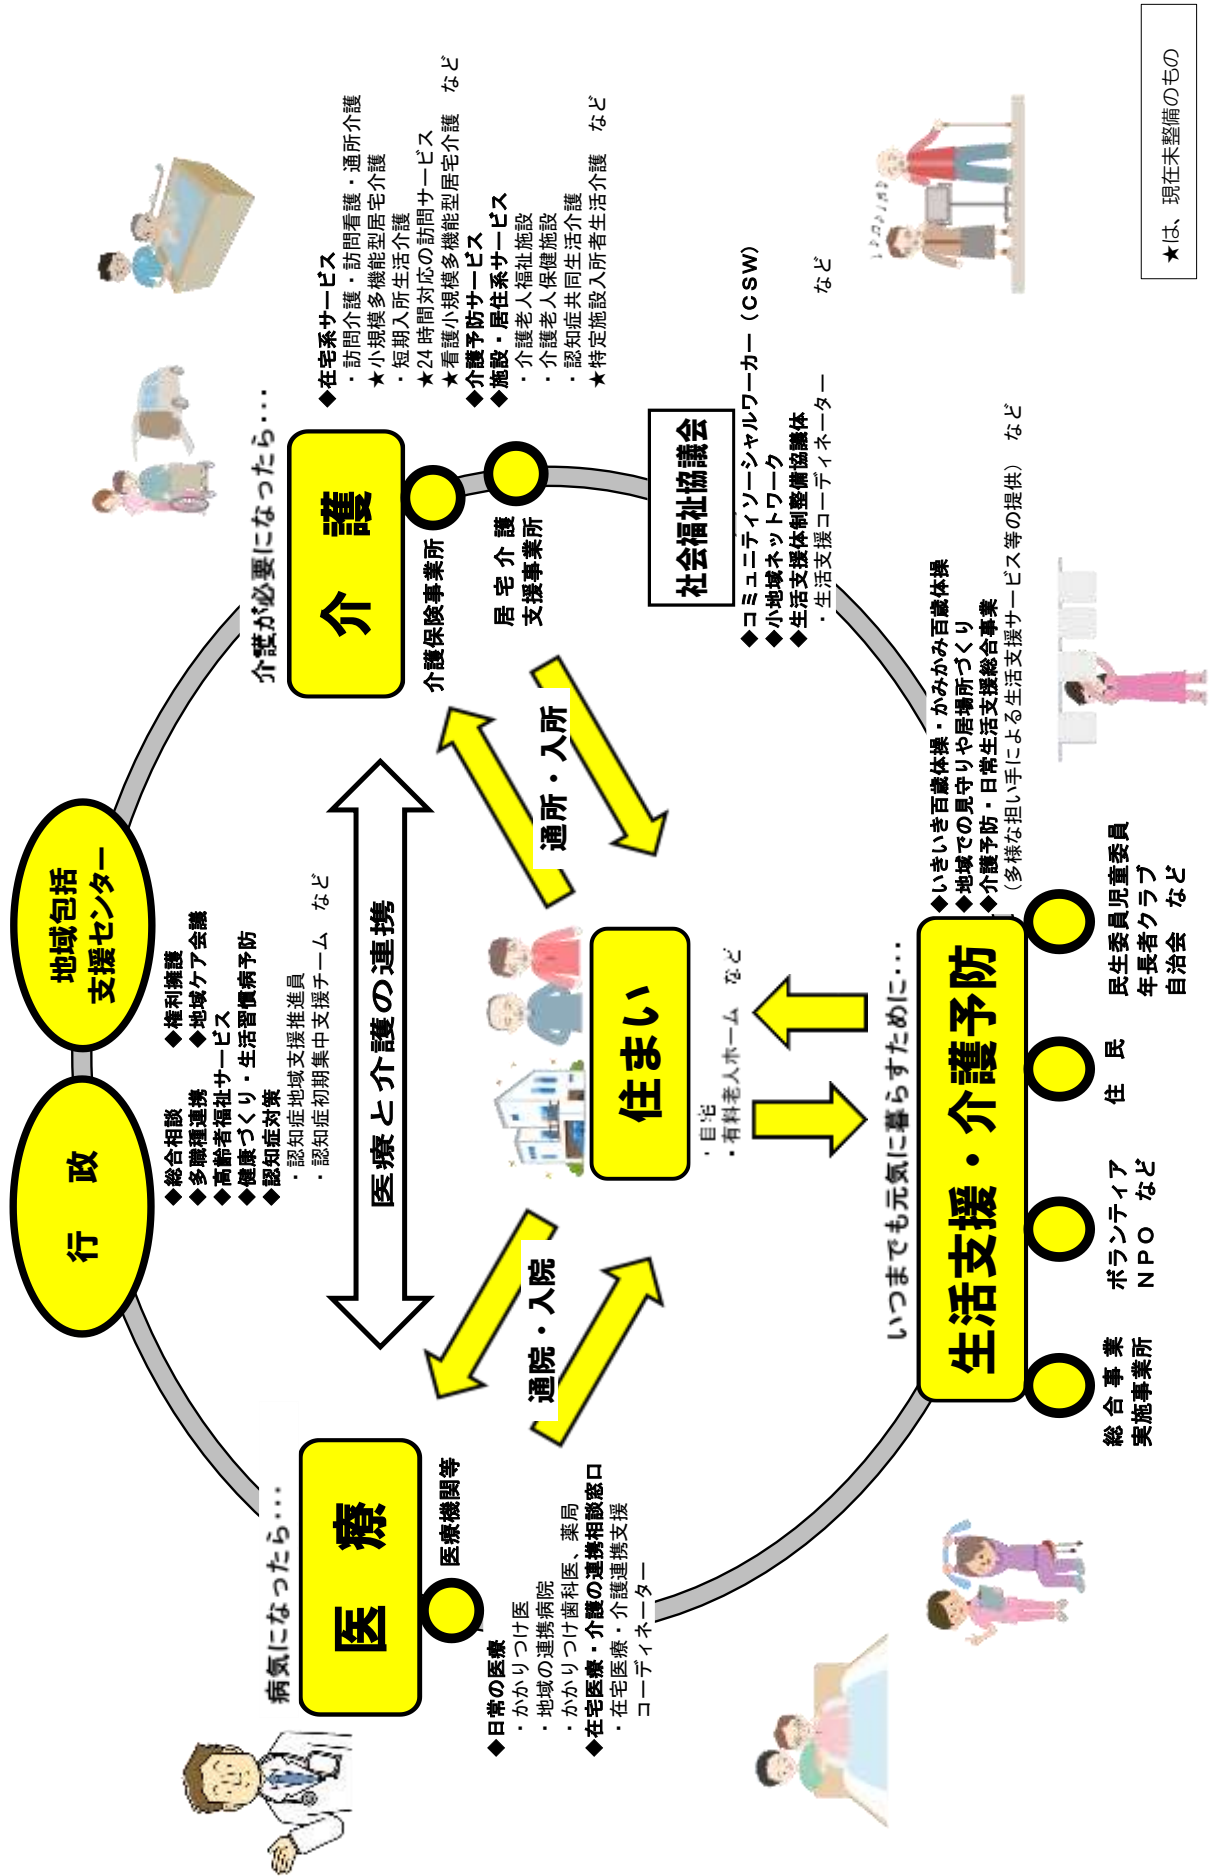 行　政
地域包括
支援センター
◆総合相談　◆権利擁護
◆多職種連携　◆地域ケア会議
◆高齢者福祉サービス
◆健康づくり・生活習慣病予防
◆認知症対策
・認知症地域支援推進員
・認知症初期集中支援チーム　など
病気になったら・・・
医　療
医療機関等
◆日常の医療
・かかりつけ医
・地域の連携病院
・かかりつけ歯科医、薬局
◆在宅医療・介護の連携相談窓口
・在宅医療・介護連携支援
コーディネーター
医療と介護の連携
介護が必要になったら・・・
介　護
介護保険事業所
居宅介護
支援事業所
◆在宅系サービス
・訪問介護・訪問看護・通所介護
★小規模多機能型居宅介護
・短期入所生活介護
★24時間対応の訪問サービス
★看護小規模多機能型居宅介護　など
◆介護予防サービス
◆施設・居住系サービス
・介護老人福祉施設
・介護老人保健施設
・認知症共同生活介護
★特定施設入所者生活介護　など
通院・入院
通所・入所
住まい
・自宅
・有料老人ホーム　など
社会福祉協議会
◆コミュニティソーシャルワーカー（ＣＳＷ）
◆小地域ネットワーク
◆生活支援体制整備協議体
・生活支援コーディネーター　　　など
いつまでも元気に暮らすために・・・
生活支援・介護予防
◆いきいき百歳体操・かみかみ百歳体操
◆地域での見守りや居場所づくり
◆介護予防・日常生活支援総合事業
（多様な担い手による生活支援サービス等の提供）　など
総合事業
実施事業所
ボランティア
ＮＰＯ　など
住　民
民生委員児童委員
年長者クラブ
自治会　など
★は、現在未整備のもの
♪♪♫♪♪♫